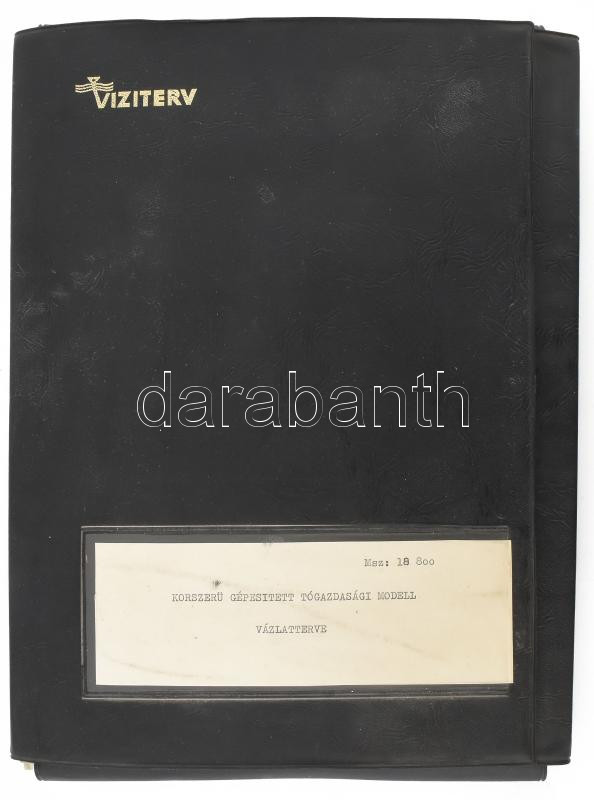 VIZITERV
darabanth
Msz: 18 800
KORSZERÜ GÉPESITETT TÓGAZDASÁGI MODELL
VÁZLATTERVE